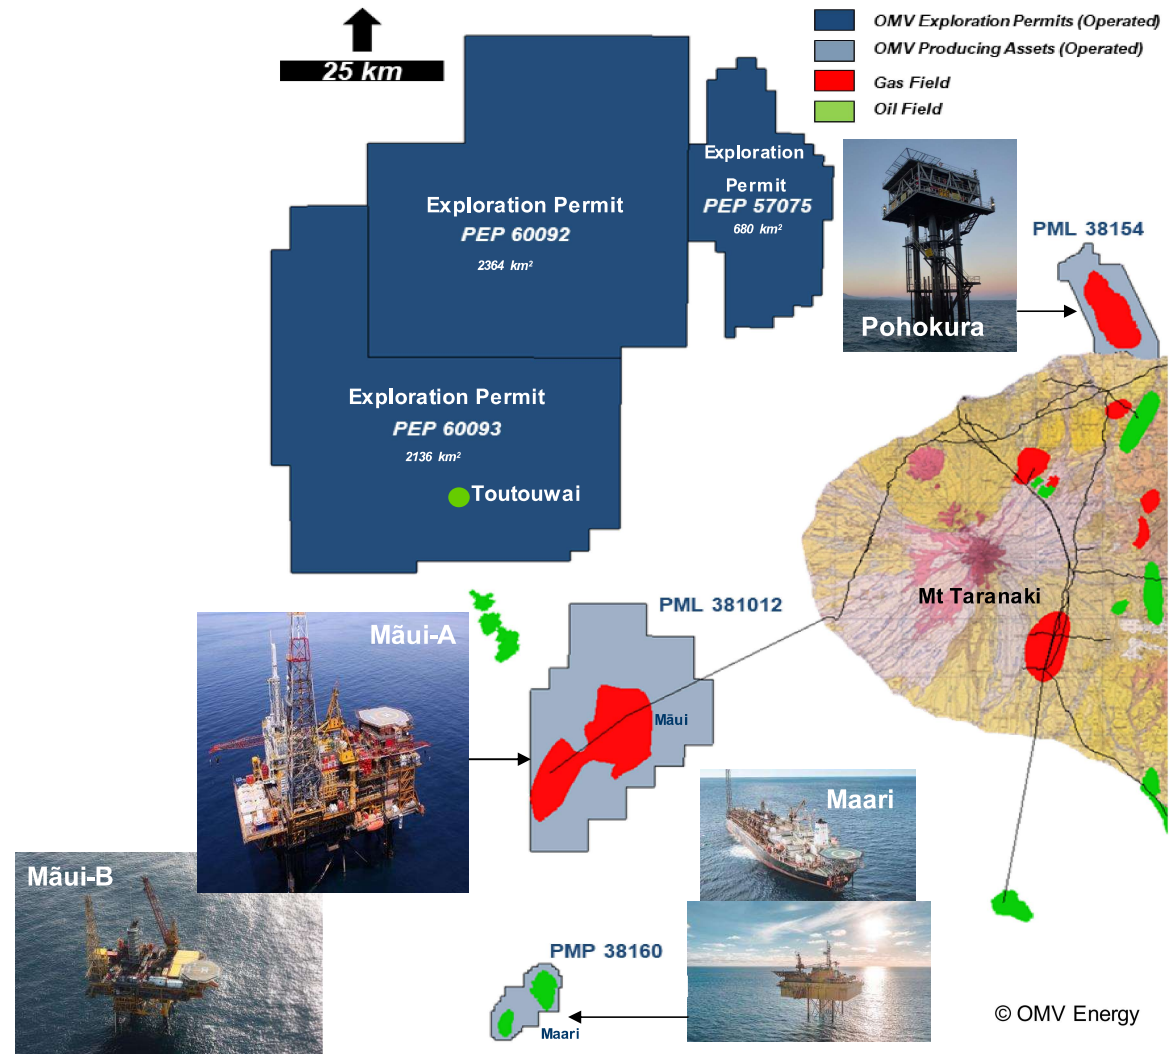 25 km
OMV Exploration Permits (Operated)
OMV Producing Assets (Operated)
Gas Field
Oil Field
Exploration
Permit
PEP 57075
680 km²
Exploration Permit
PEP 60092
2364 km²
PML 38154
Pohokura
Exploration Permit
PEP 60093
2136 km²
Toutouwai
Mt Taranaki
PML 381012
Mãui-A
Māui
Maari
Mãui-B
PMP 38160
Maari
© OMV Energy